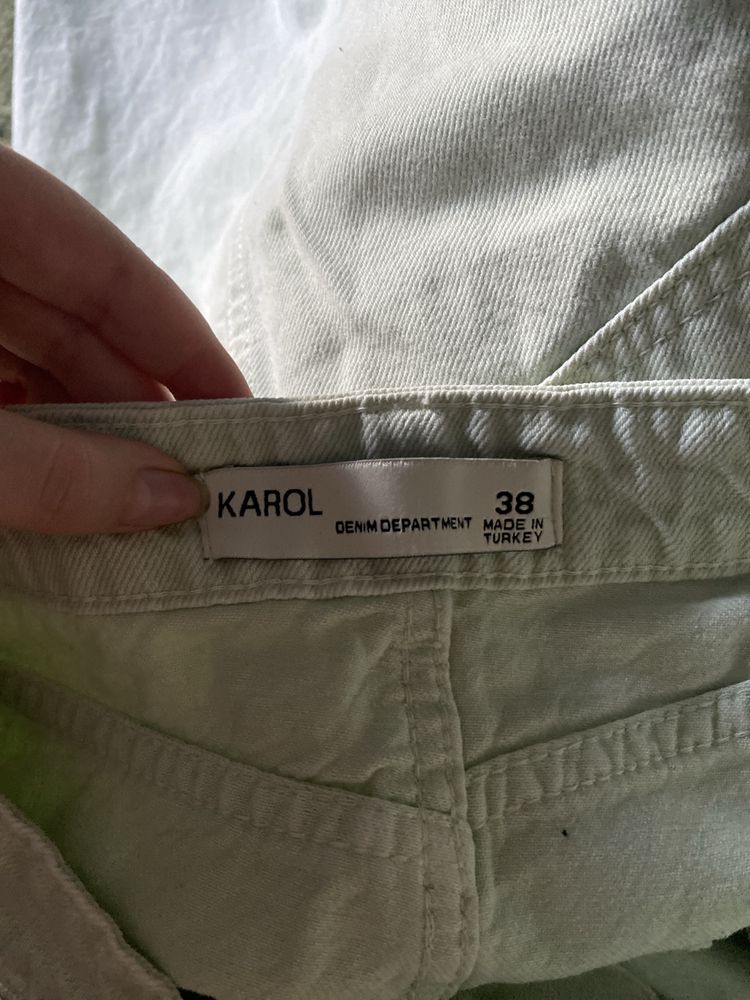 KAROL
DENIM DEPARTMENT
38
MADE IN
TURKEY